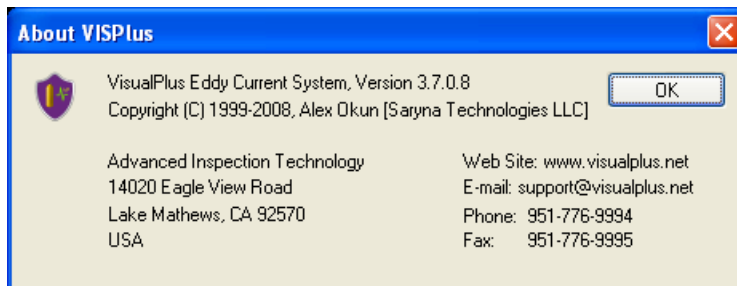 About VISPlus
VisualPlus Eddy Current System, Version 3.7.0.8
OK
Copyright (C) 1999-2008, Alex Okun [Saryna Technologies LLC]
Advanced Inspection Technology
14020 Eagle View Road
Lake Mathews, CA 92570
USA
Web Site: www.visualplus.net
E-mail: support@visualplus.net
Phone: 951-776-9994
Fax: 951-776-9995